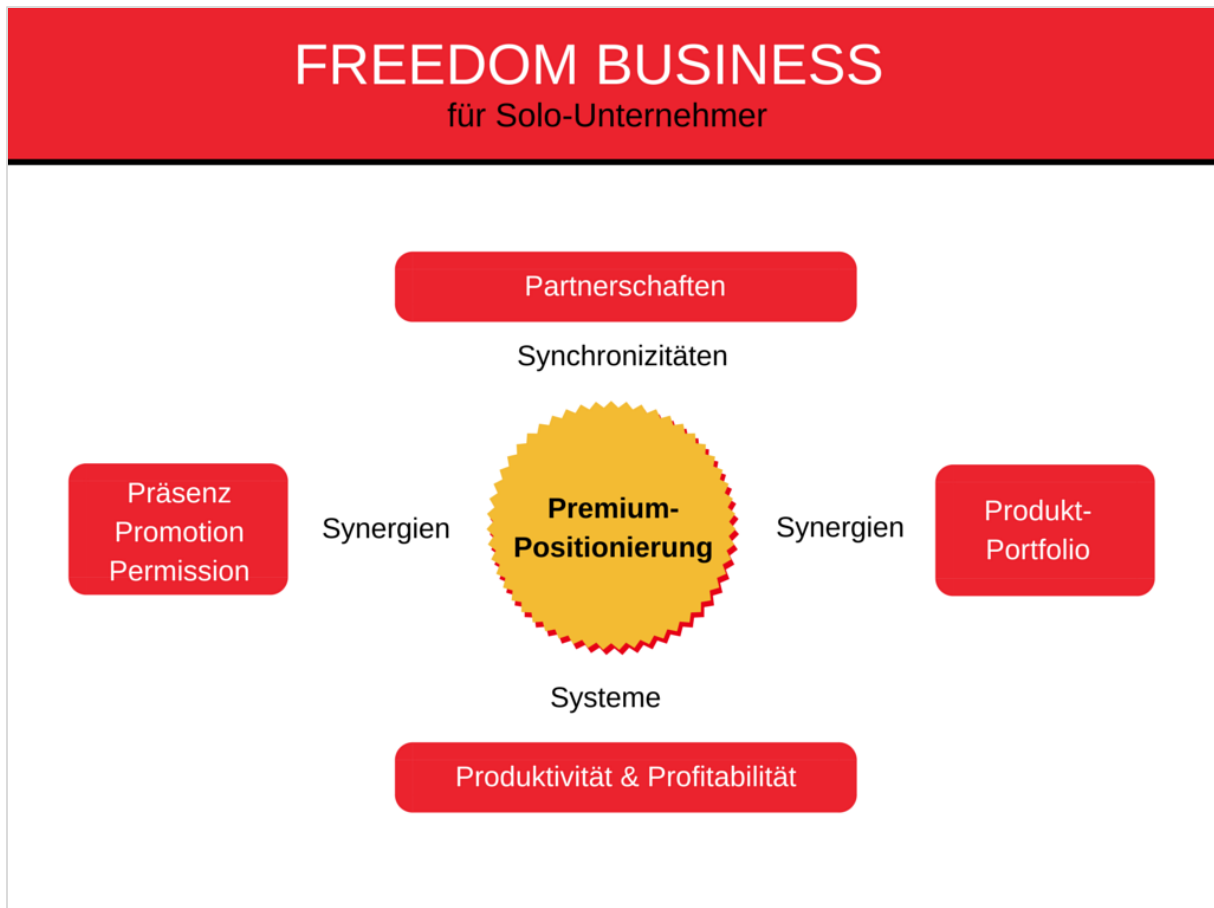 FREEDOM BUSINESS
für Solo-Unternehmer
Partnerschaften
Synchronizitäten
Präsenz
Promotion
Permission
Synergien
Premium-
Positionierung
Synergien
Produkt-
Portfolio
Systeme
Produktivität & Profitabilität